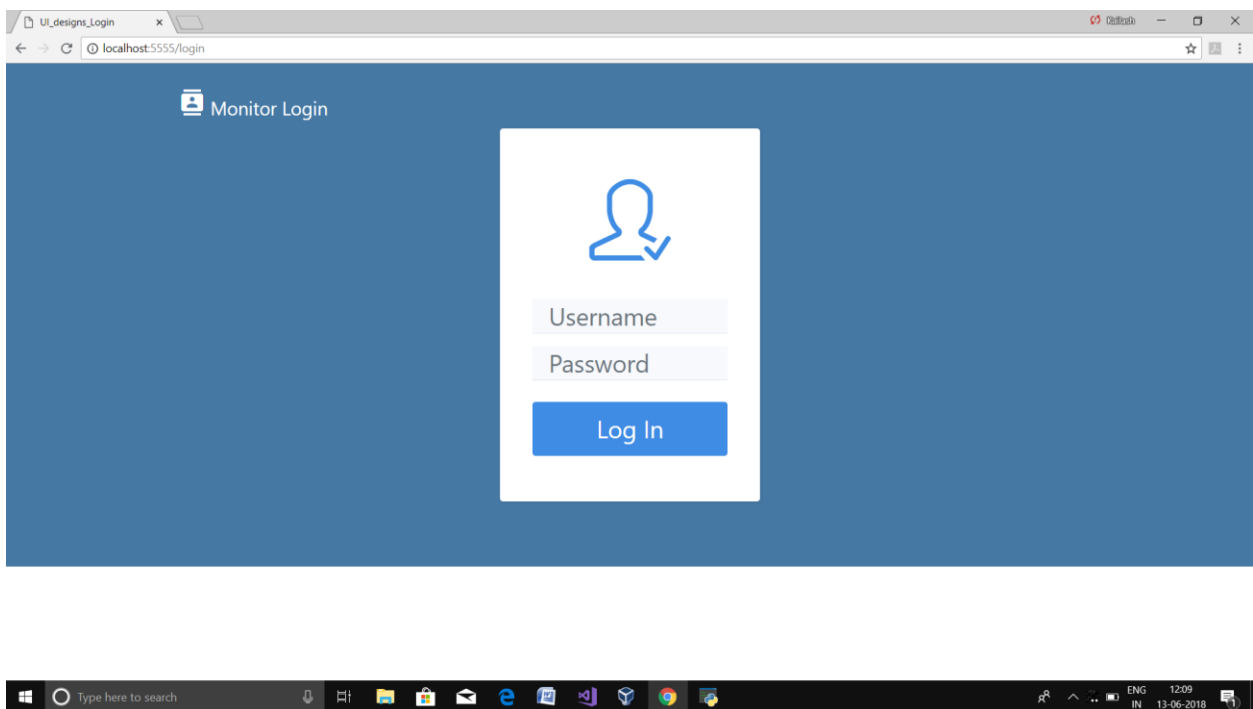 UI_designs_Login
localhost:5555/login
Monitor Login
Username
Password
Log In
Type here to search
ENG
IN
12:09
13-06-2018
1